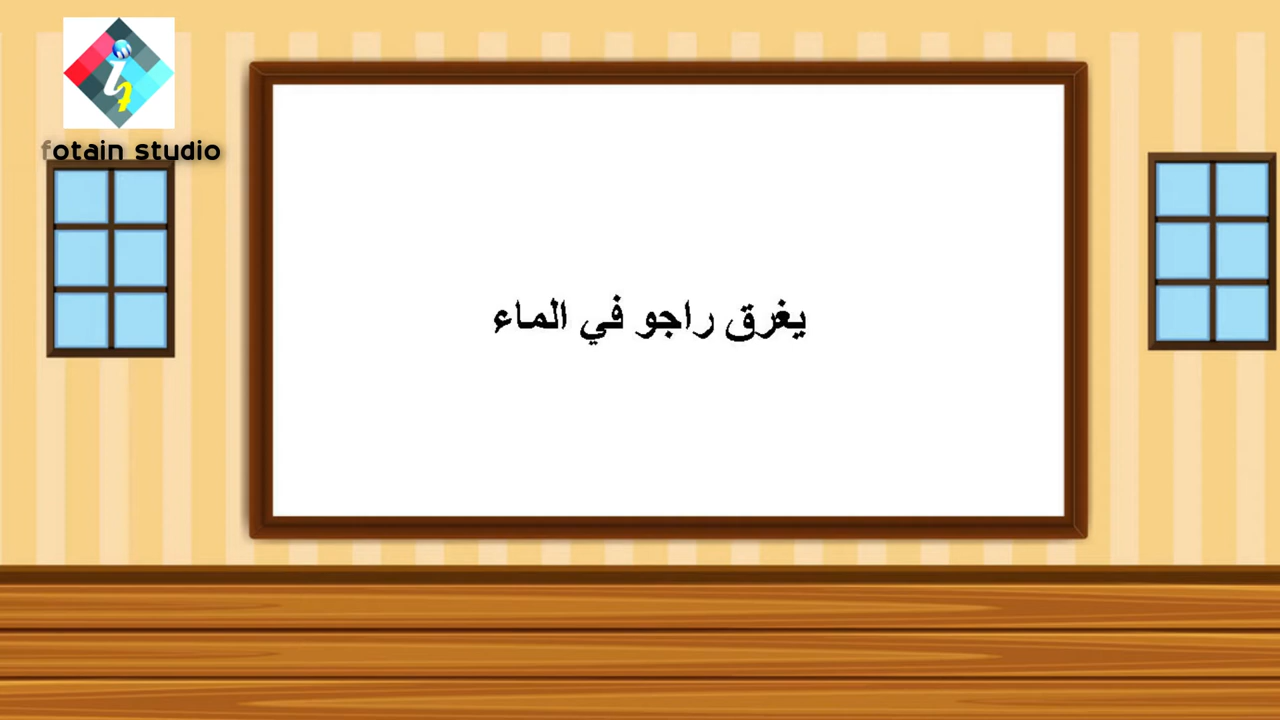 fotain studio
يغرق راجو في الماء